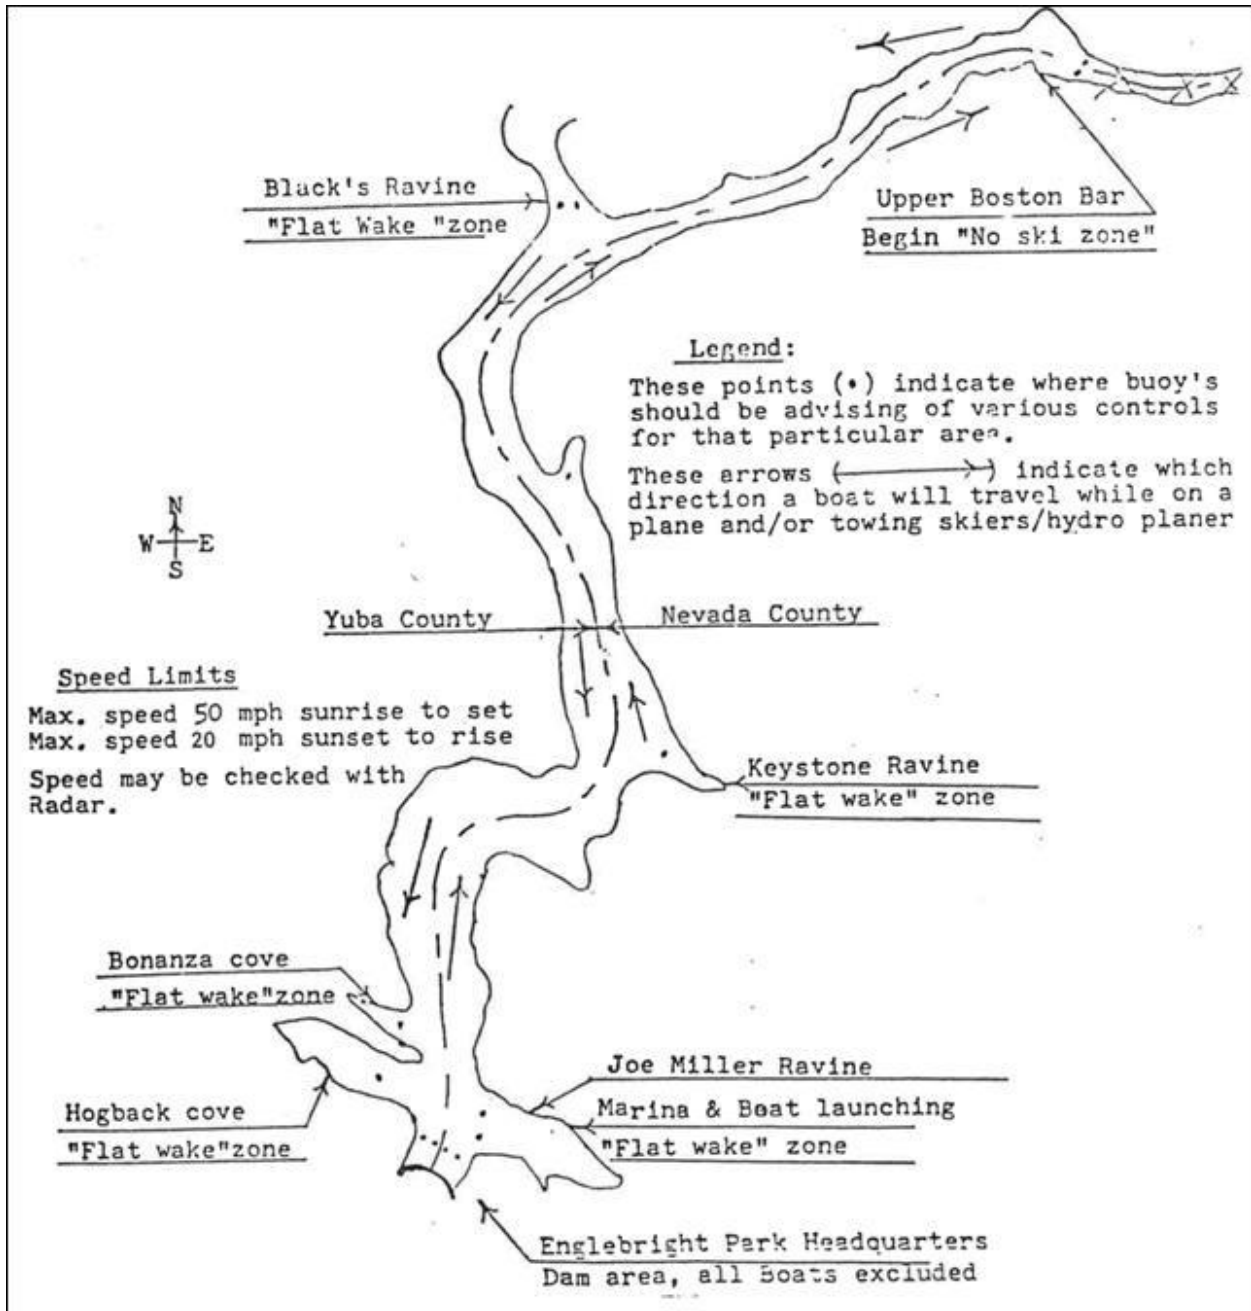 Black's Ravine
"Flat Wake "zone
Upper Boston Bar
Begin "No ski zone"
Legend:
These points (•) indicate where buoy's
should be advising of various controls
for that particular area.
These arrows (⟶) indicate which
direction a boat will travel while on a
plane and/or towing skiers/hydro planer
N
W E
S
Yuba County
Nevada County
Speed Limits
Max. speed 50 mph sunrise to set
Max. speed 20 mph sunset to rise
Speed may be checked with
Radar.
Keystone Ravine
"Flat wake" zone
Bonanza cove
"Flat wake"zone
Joe Miller Ravine
Marina & Boat launching
"Flat wake" zone
Hogback cove
"Flat wake"zone
Englebright Park Headquarters
Dam area, all Boats excluded